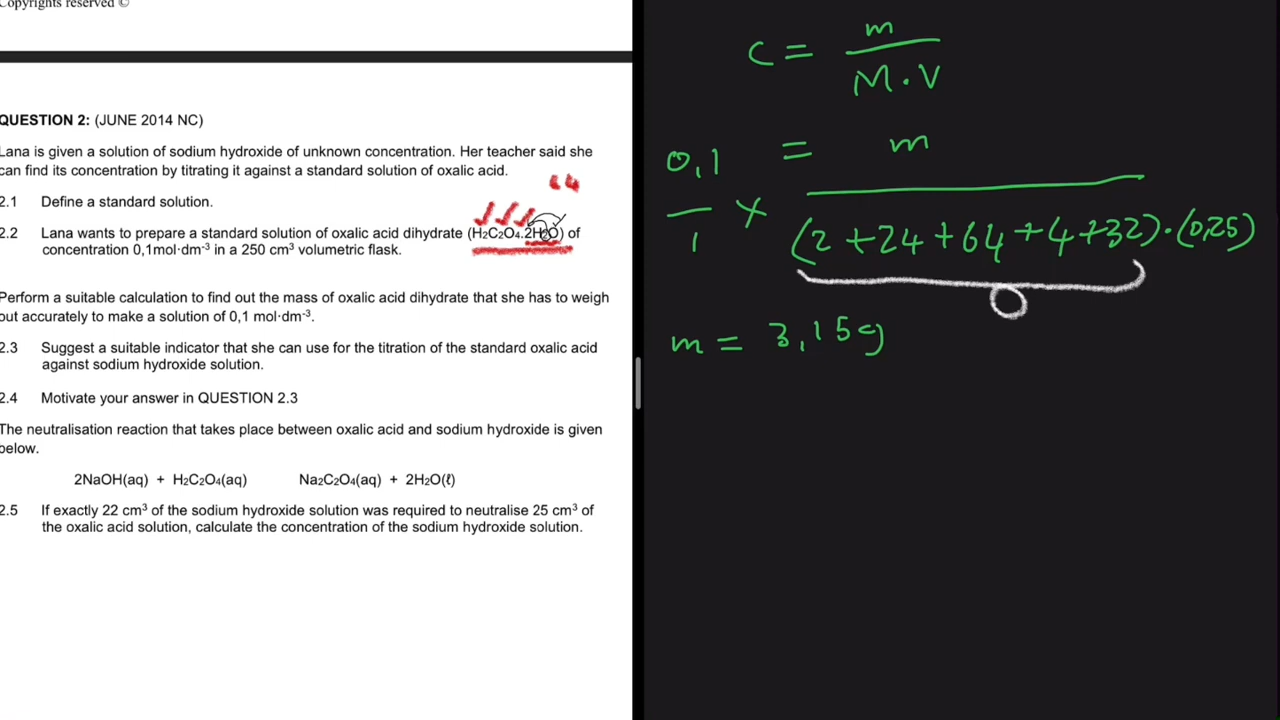 Copyrights reserved ©
QUESTION 2: (JUNE 2014 NC)
Lana is given a solution of sodium hydroxide of unknown concentration. Her teacher said she
can find its concentration by titrating it against a standard solution of oxalic acid.
2.1 Define a standard solution.
2.2 Lana wants to prepare a standard solution of oxalic acid dihydrate (H₂C₂O₄.2H₂O) of
concentration 0,1mol·dm⁻³ in a 250 cm³ volumetric flask.
Perform a suitable calculation to find out the mass of oxalic acid dihydrate that she has to weigh
out accurately to make a solution of 0,1 mol·dm⁻³.
2.3 Suggest a suitable indicator that she can use for the titration of the standard oxalic acid
against sodium hydroxide solution.
2.4 Motivate your answer in QUESTION 2.3
The neutralisation reaction that takes place between oxalic acid and sodium hydroxide is given
below.
2NaOH(aq) + H₂C₂O₄(aq) Na₂C₂O₄(aq) + 2H₂O(ℓ)
2.5 If exactly 22 cm³ of the sodium hydroxide solution was required to neutralise 25 cm³ of
the oxalic acid solution, calculate the concentration of the sodium hydroxide solution.
c = m
M·V
0,1 = m
1 (2 + 24 + 64 + 4 + 32)·(0,25)
m = 3,15g